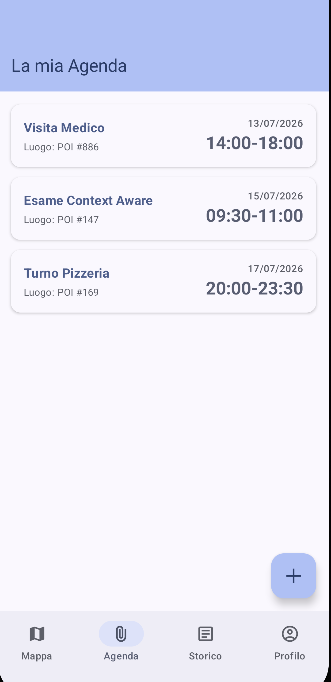 La mia Agenda
Visita Medico
13/07/2026
Luogo: POI #886
14:00-18:00
Esame Context Aware
15/07/2026
Luogo: POI #147
09:30-11:00
Turno Pizzeria
17/07/2026
Luogo: POI #169
20:00-23:30
Mappa
Agenda
Storico
Profilo